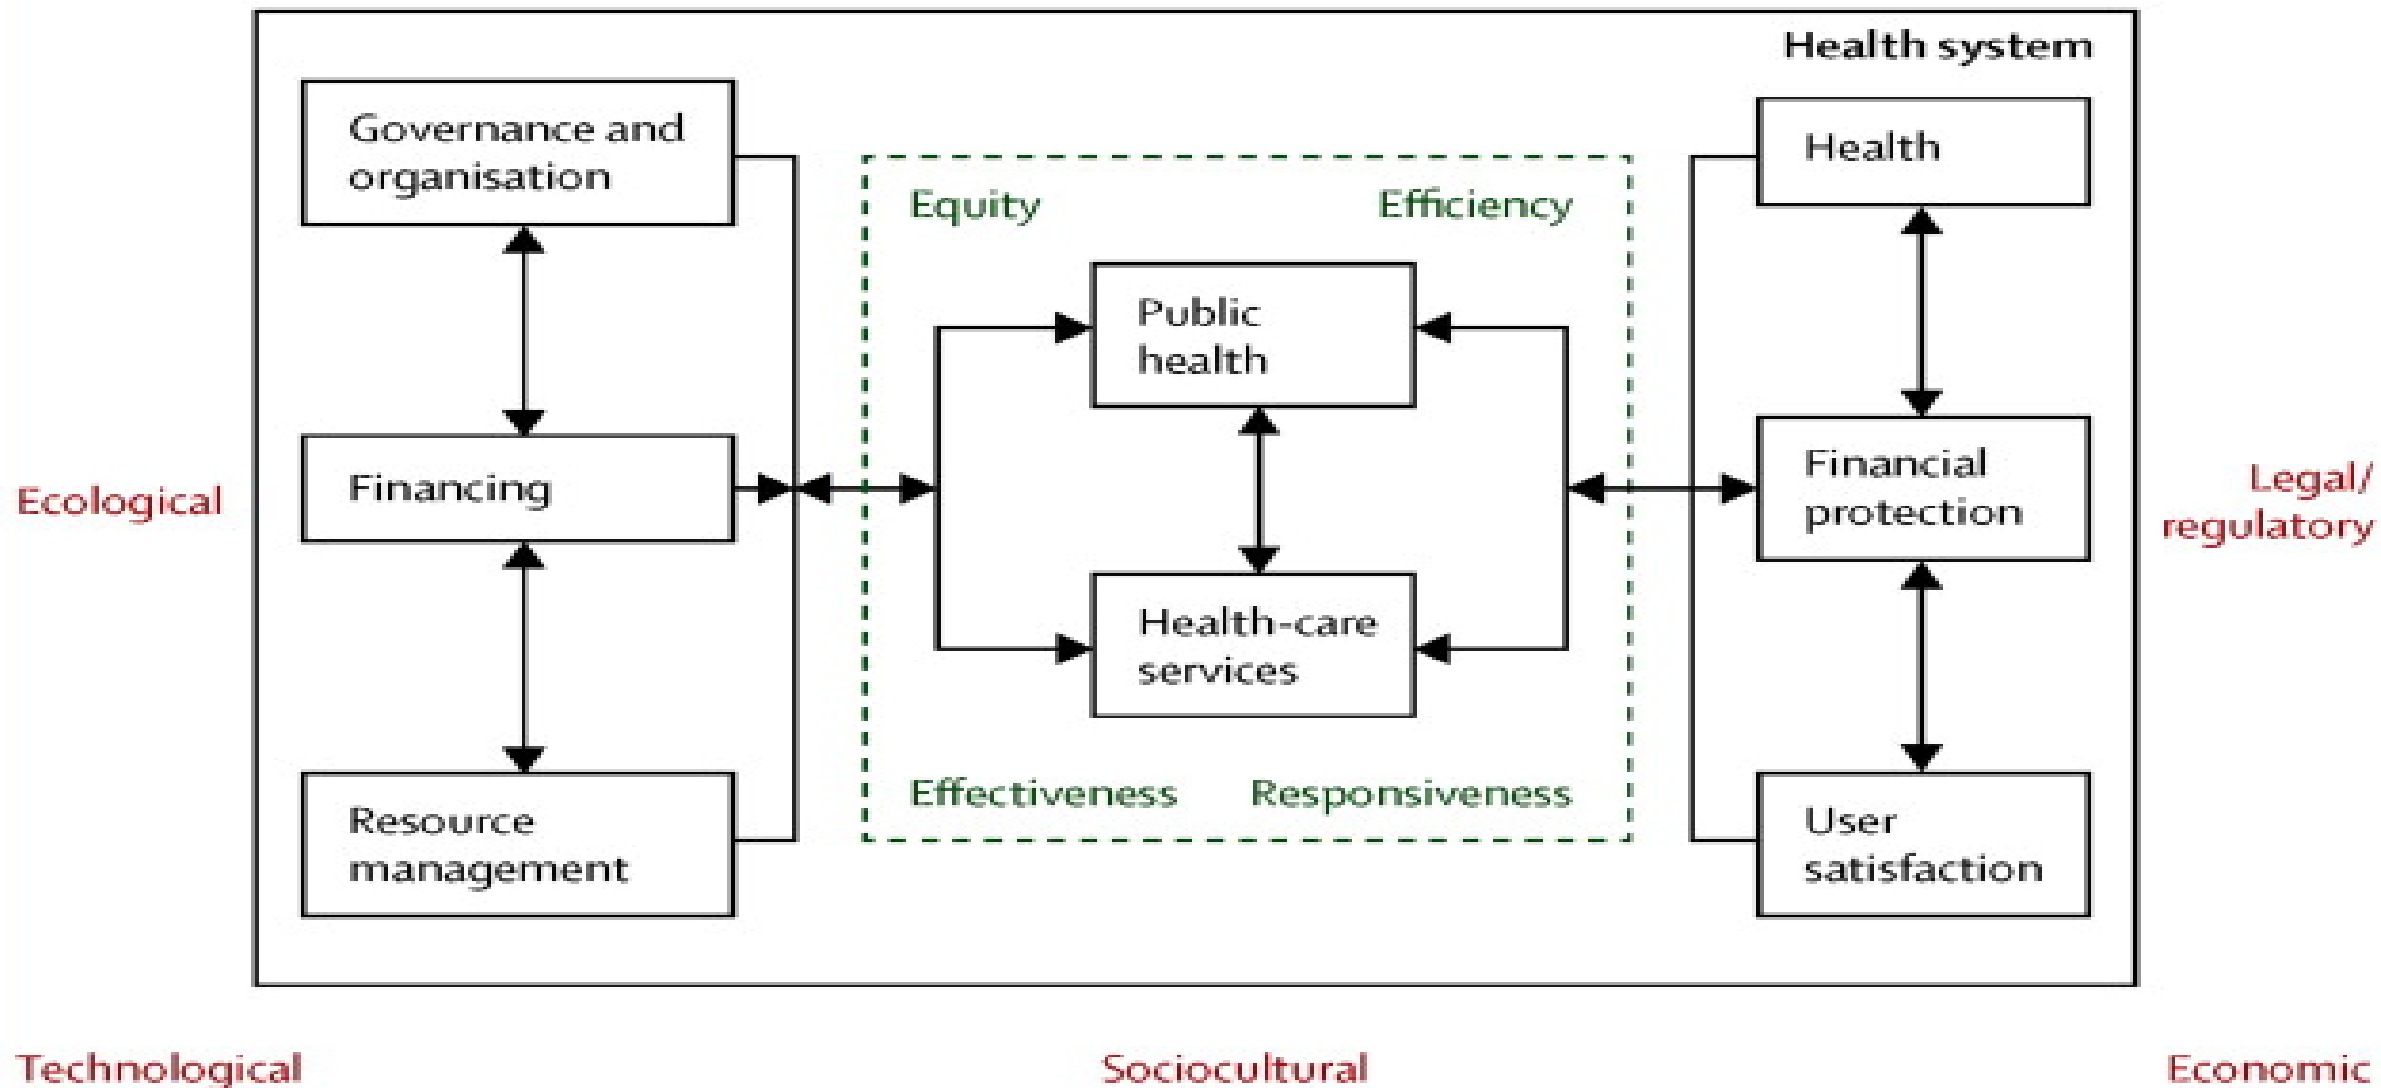 Health system
Governance and
organisation
Health
Equity
Efficiency
Public
health
Financing
Financial
protection
Ecological
Legal/
regulatory
Health-care
services
Effectiveness
Responsiveness
Resource
management
User
satisfaction
Technological
Sociocultural
Economic